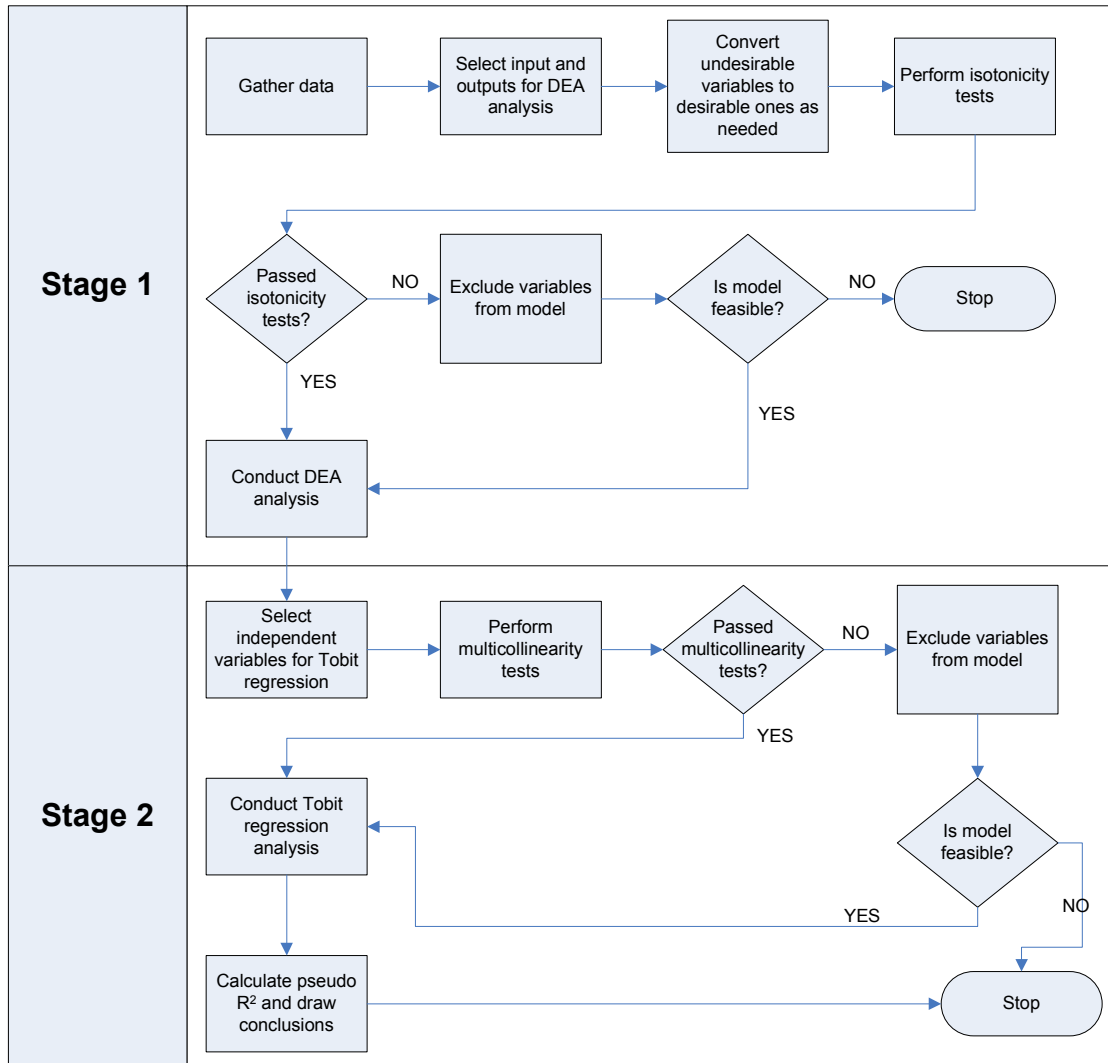 Stage 1
Gather data
Select input and
outputs for DEA
analysis
Convert
undesirable
variables to
desirable ones as
needed
Perform isotonicity
tests
Passed
isotonicity
tests?
NO
Exclude variables
from model
Is model
feasible?
NO
Stop
YES
YES
Conduct DEA
analysis
Stage 2
Select
independent
variables for Tobit
regression
Perform
multicollinearity
tests
Passed
multicollinearity
tests?
NO
Exclude variables
from model
YES
Conduct Tobit
regression
analysis
Is model
feasible?
YES
NO
Calculate pseudo
R² and draw
conclusions
Stop